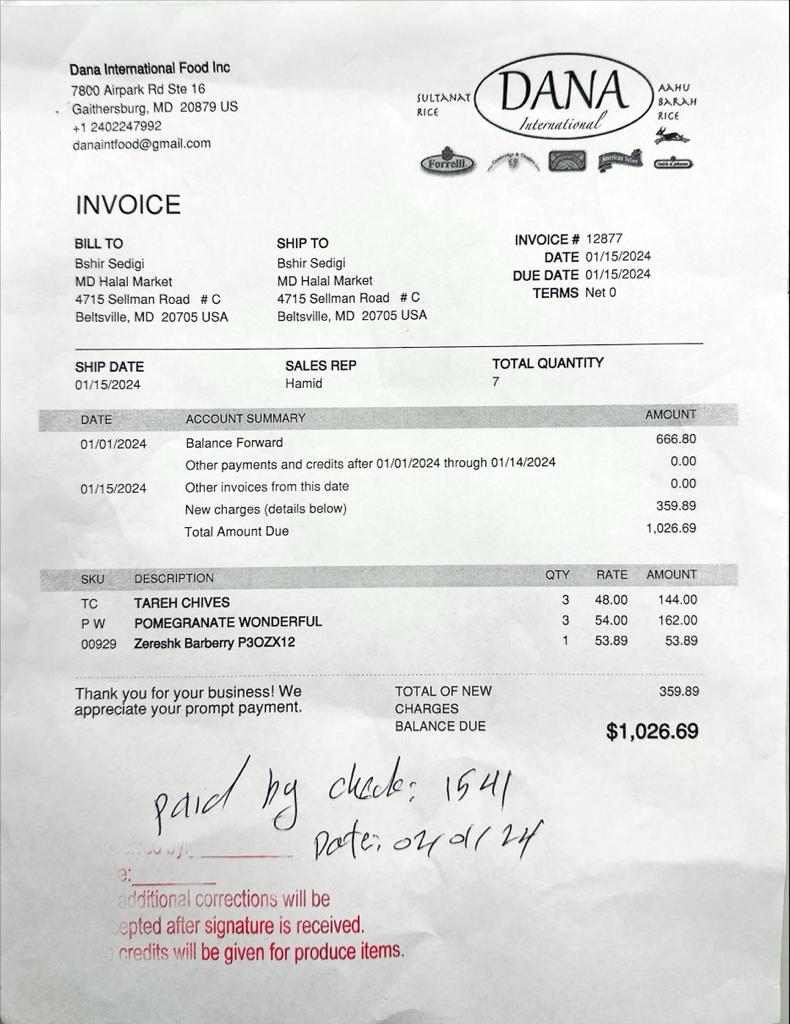 Dana International Food Inc
7800 Airpark Rd Ste 16
Gaithersburg, MD 20879 US
+1 2402247992
danaintfood@gmail.com
SULTANAT
RICE
DANA
International
AAHU
BARAH
RICE
Forrelli
American Valley
INVOICE
BILL TO
Bshir Sedigi
MD Halal Market
4715 Sellman Road # C
Beltsville, MD 20705 USA
SHIP TO
Bshir Sedigi
MD Halal Market
4715 Sellman Road # C
Beltsville, MD 20705 USA
INVOICE # 12877
DATE 01/15/2024
DUE DATE 01/15/2024
TERMS Net 0
SHIP DATE SALES REP TOTAL QUANTITY
01/15/2024 Hamid 7
DATE ACCOUNT SUMMARY AMOUNT
01/01/2024 Balance Forward 666.80
Other payments and credits after 01/01/2024 through 01/14/2024 0.00
01/15/2024 Other invoices from this date 0.00
New charges (details below) 359.89
Total Amount Due 1,026.69
SKU DESCRIPTION QTY RATE AMOUNT
TC TAREH CHIVES 3 48.00 144.00
P W POMEGRANATE WONDERFUL 3 54.00 162.00
00929 Zereshk Barberry P3OZX12 1 53.89 53.89
Thank you for your business! We
appreciate your prompt payment.
TOTAL OF NEW
CHARGES 359.89
BALANCE DUE $1,026.69
paid by check: 1541
Date: 02/01/24
by:
e:
additional corrections will be
epted after signature is received.
credits will be given for produce items.